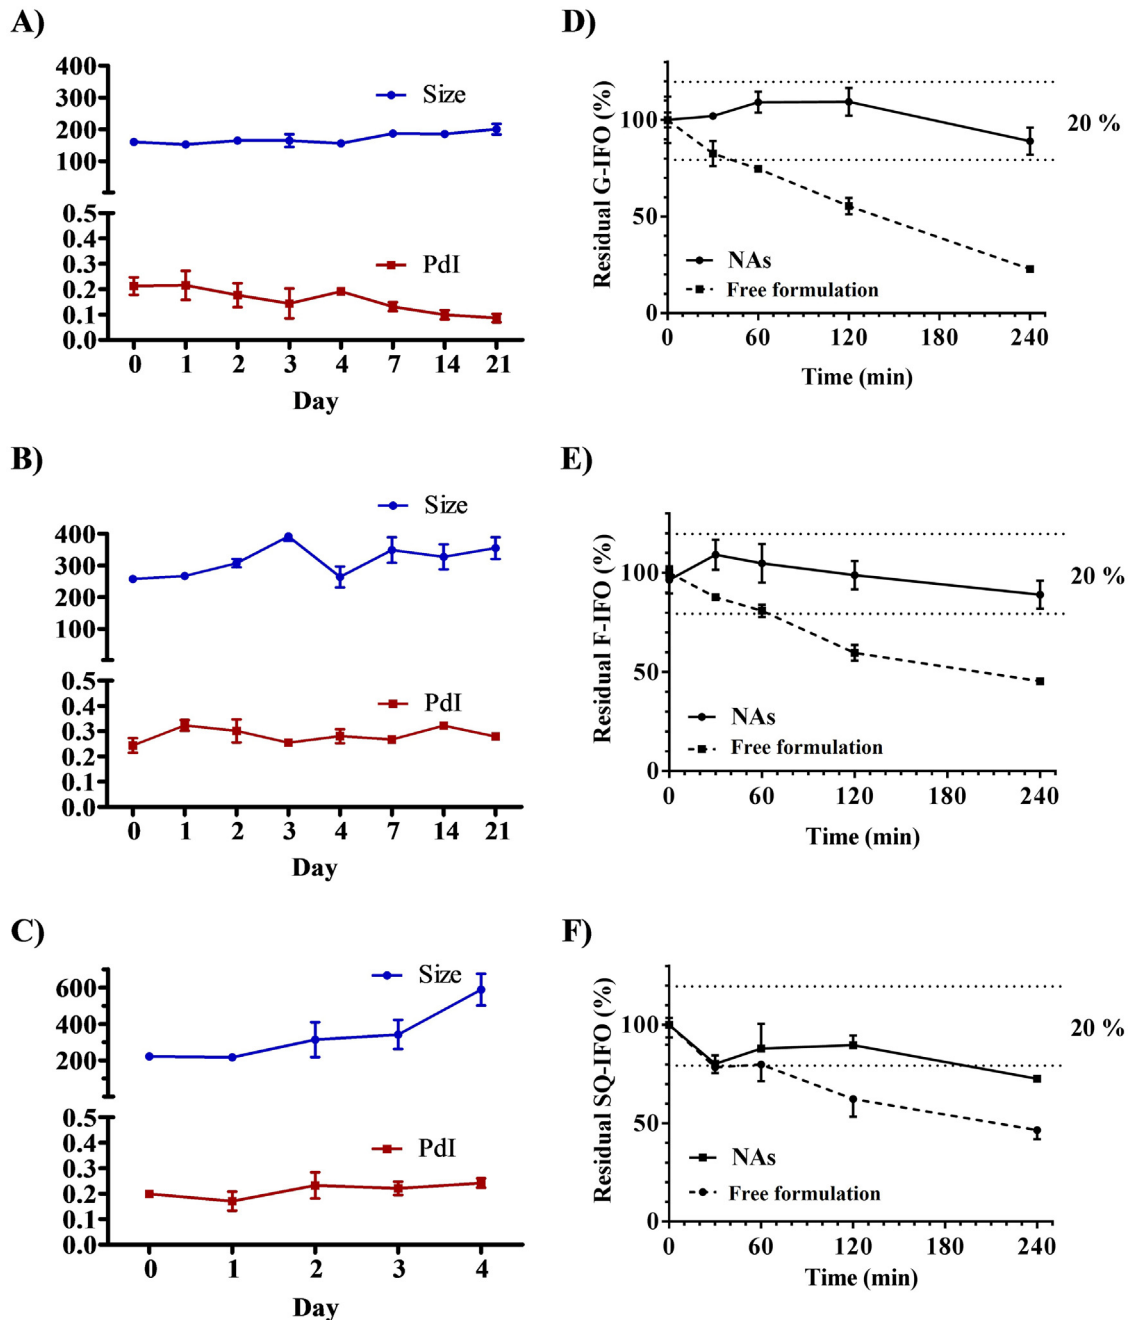 A)
400
300
200
100
Size
0.5
0.4
0.3
0.2
0.1
0.0
PdI
0 1 2 3 4 7 14 21
Day
D)
Residual G-IFO (%)
100
50
0
20 %
NAs
Free formulation
0 60 120 180 240
Time (min)
B)
Size
400
300
200
100
0.5
0.4
0.3
0.2
0.1
0.0
PdI
0 1 2 3 4 7 14 21
Day
E)
Residual F-IFO (%)
100
50
0
20 %
NAs
Free formulation
0 60 120 180 240
Time (min)
C)
Size
600
400
200
0.5
0.4
0.3
0.2
0.1
0.0
PdI
0 1 2 3 4
Day
F)
Residual SQ-IFO (%)
100
50
0
20 %
NAs
Free formulation
0 60 120 180 240
Time (min)